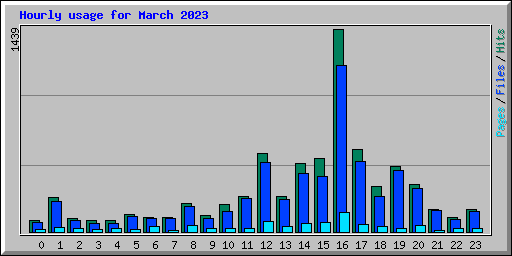 Hourly usage for March 2023
1439
Pages/Files/Hits
0 1 2 3 4 5 6 7 8 9 10 11 12 13 14 15 16 17 18 19 20 21 22 23